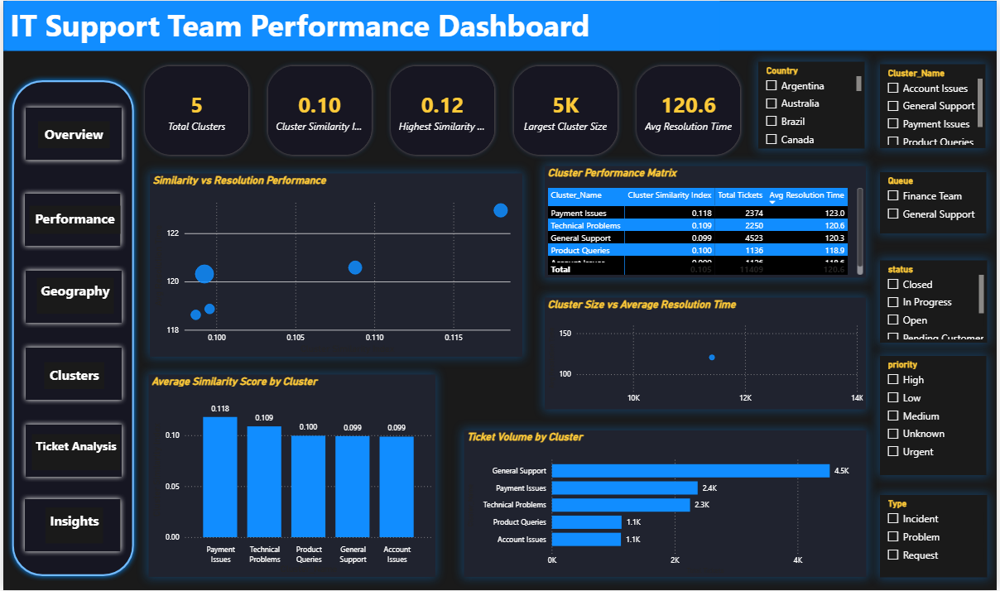 IT Support Team Performance Dashboard
Overview
Performance
Geography
Clusters
Ticket Analysis
Insights
5
Total Clusters
0.10
Cluster Similarity I...
0.12
Highest Similarity ...
5K
Largest Cluster Size
120.6
Avg Resolution Time
Country
Argentina
Australia
Brazil
Canada
Cluster_Name
Account Issues
General Support
Payment Issues
Product Queries
Similarity vs Resolution Performance
122
120
118
0.100 0.105 0.110 0.115
Cluster Performance Matrix
Cluster_Name Cluster Similarity Index Total Tickets Avg Resolution Time
Payment Issues 0.118 2374 123.0
Technical Problems 0.109 2250 120.6
General Support 0.099 4523 120.3
Product Queries 0.100 1136 118.9
Account Issues 0.099 1126 118.6
Total 0.105 11409 120.6
Queue
Finance Team
General Support
Cluster Size vs Average Resolution Time
150
100
10K 12K 14K
status
Closed
In Progress
Open
Pending Customer
Average Similarity Score by Cluster
0.118
0.109
0.100
0.099
0.099
0.10
0.05
0.00
Payment
Issues
Technical
Problems
Product
Queries
General
Support
Account
Issues
Ticket Volume by Cluster
General Support 4.5K
Payment Issues 2.4K
Technical Problems 2.3K
Product Queries 1.1K
Account Issues 1.1K
0K 2K 4K
priority
High
Low
Medium
Unknown
Urgent
Type
Incident
Problem
Request